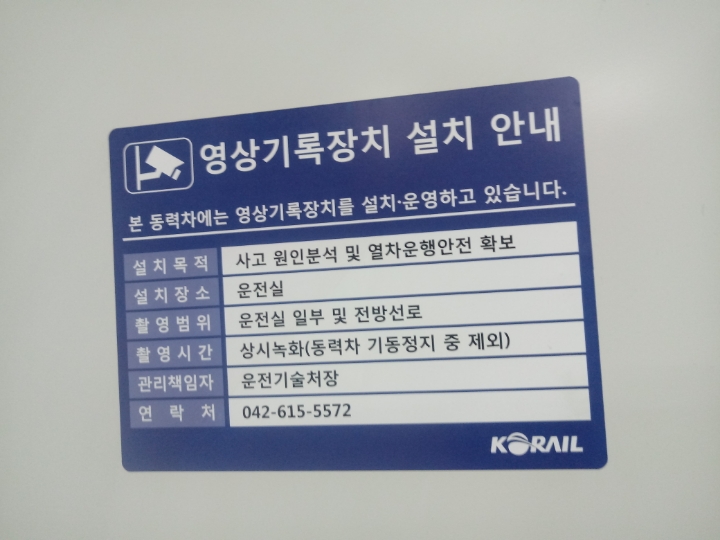 영상기록장치 설치 안내
본 동력차에는 영상기록장치를 설치·운영하고 있습니다.
설치목적 사고 원인분석 및 열차운행안전 확보
설치장소 운전실
촬영범위 운전실 일부 및 전방선로
촬영시간 상시녹화(동력차 기동정지 중 제외)
관리책임자 운전기술처장
연락처 042-615-5572
KORAIL